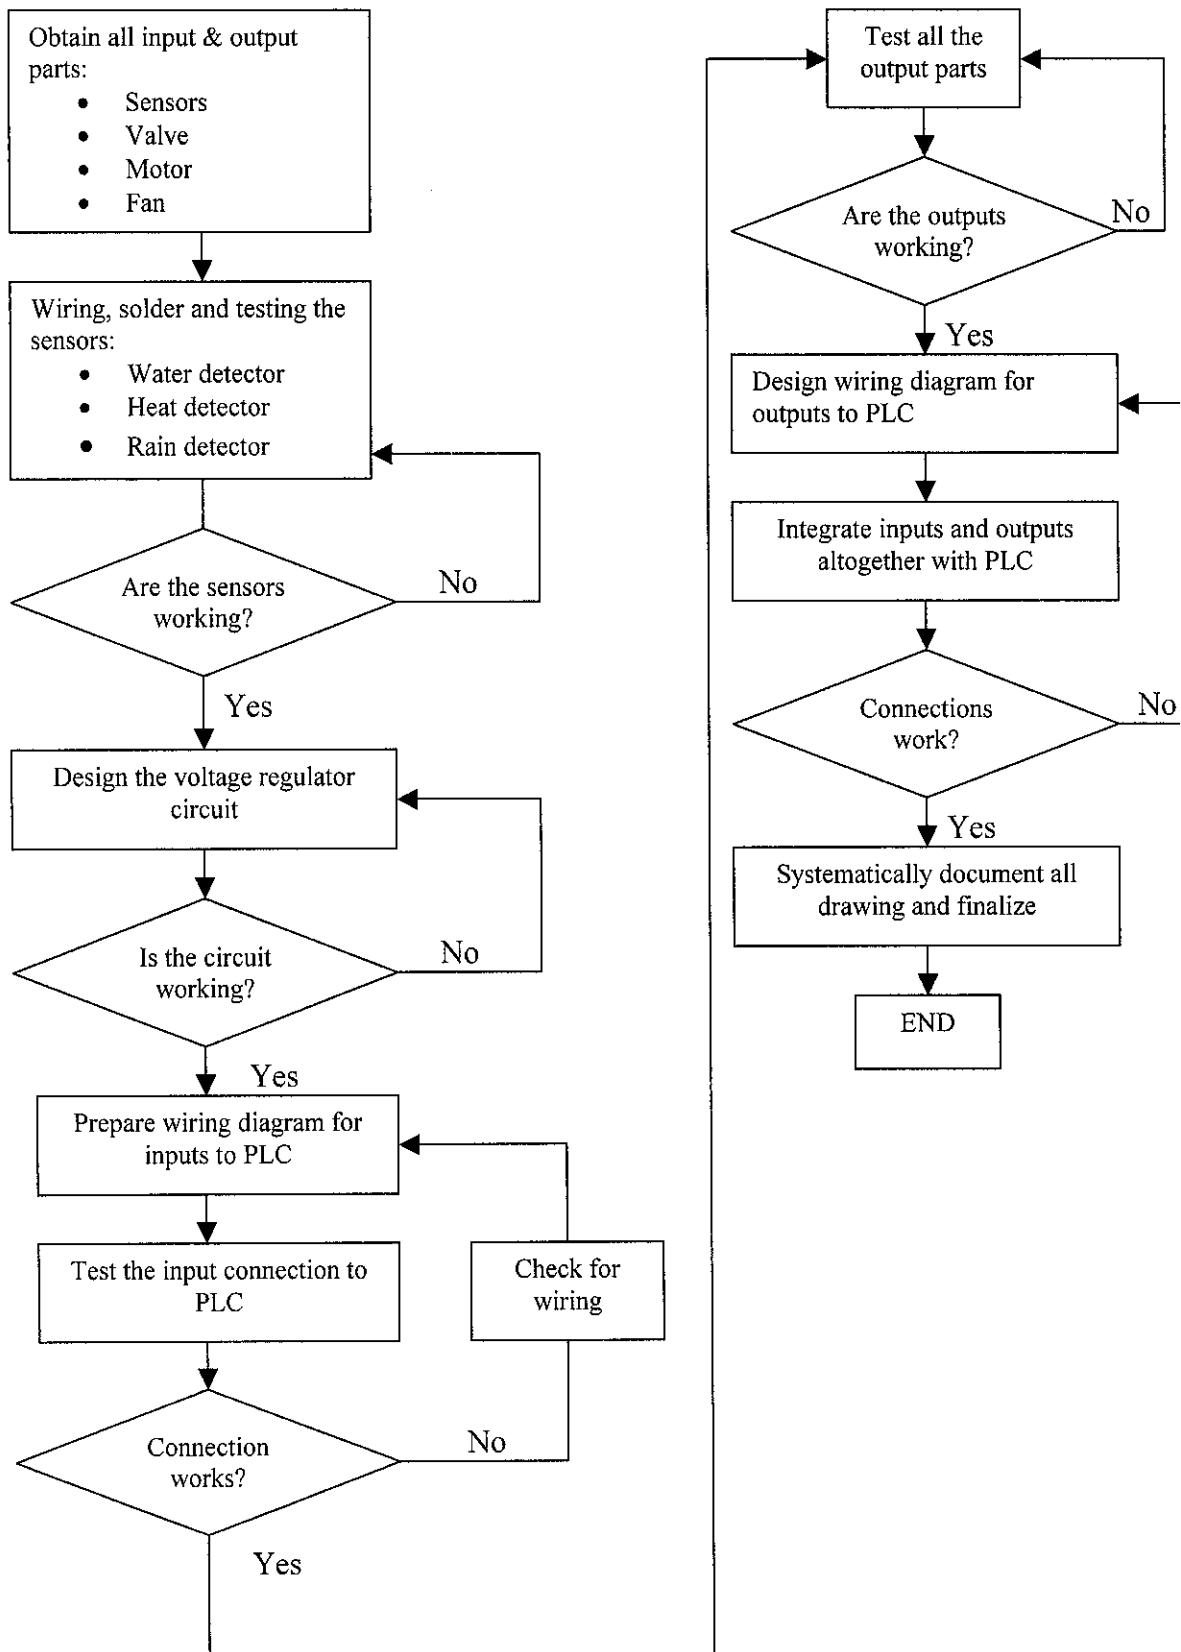 Obtain all input & output
parts:
• Sensors
• Valve
• Motor
• Fan
Wiring, solder and testing the
sensors:
• Water detector
• Heat detector
• Rain detector
Are the sensors
working?
No
Yes
Design the voltage regulator
circuit
Is the circuit
working?
No
Yes
Prepare wiring diagram for
inputs to PLC
Test the input connection to
PLC
Check for
wiring
Connection
works?
No
Yes
Test all the
output parts
Are the outputs
working?
No
Yes
Design wiring diagram for
outputs to PLC
Integrate inputs and outputs
altogether with PLC
Connections
work?
No
Yes
Systematically document all
drawing and finalize
END